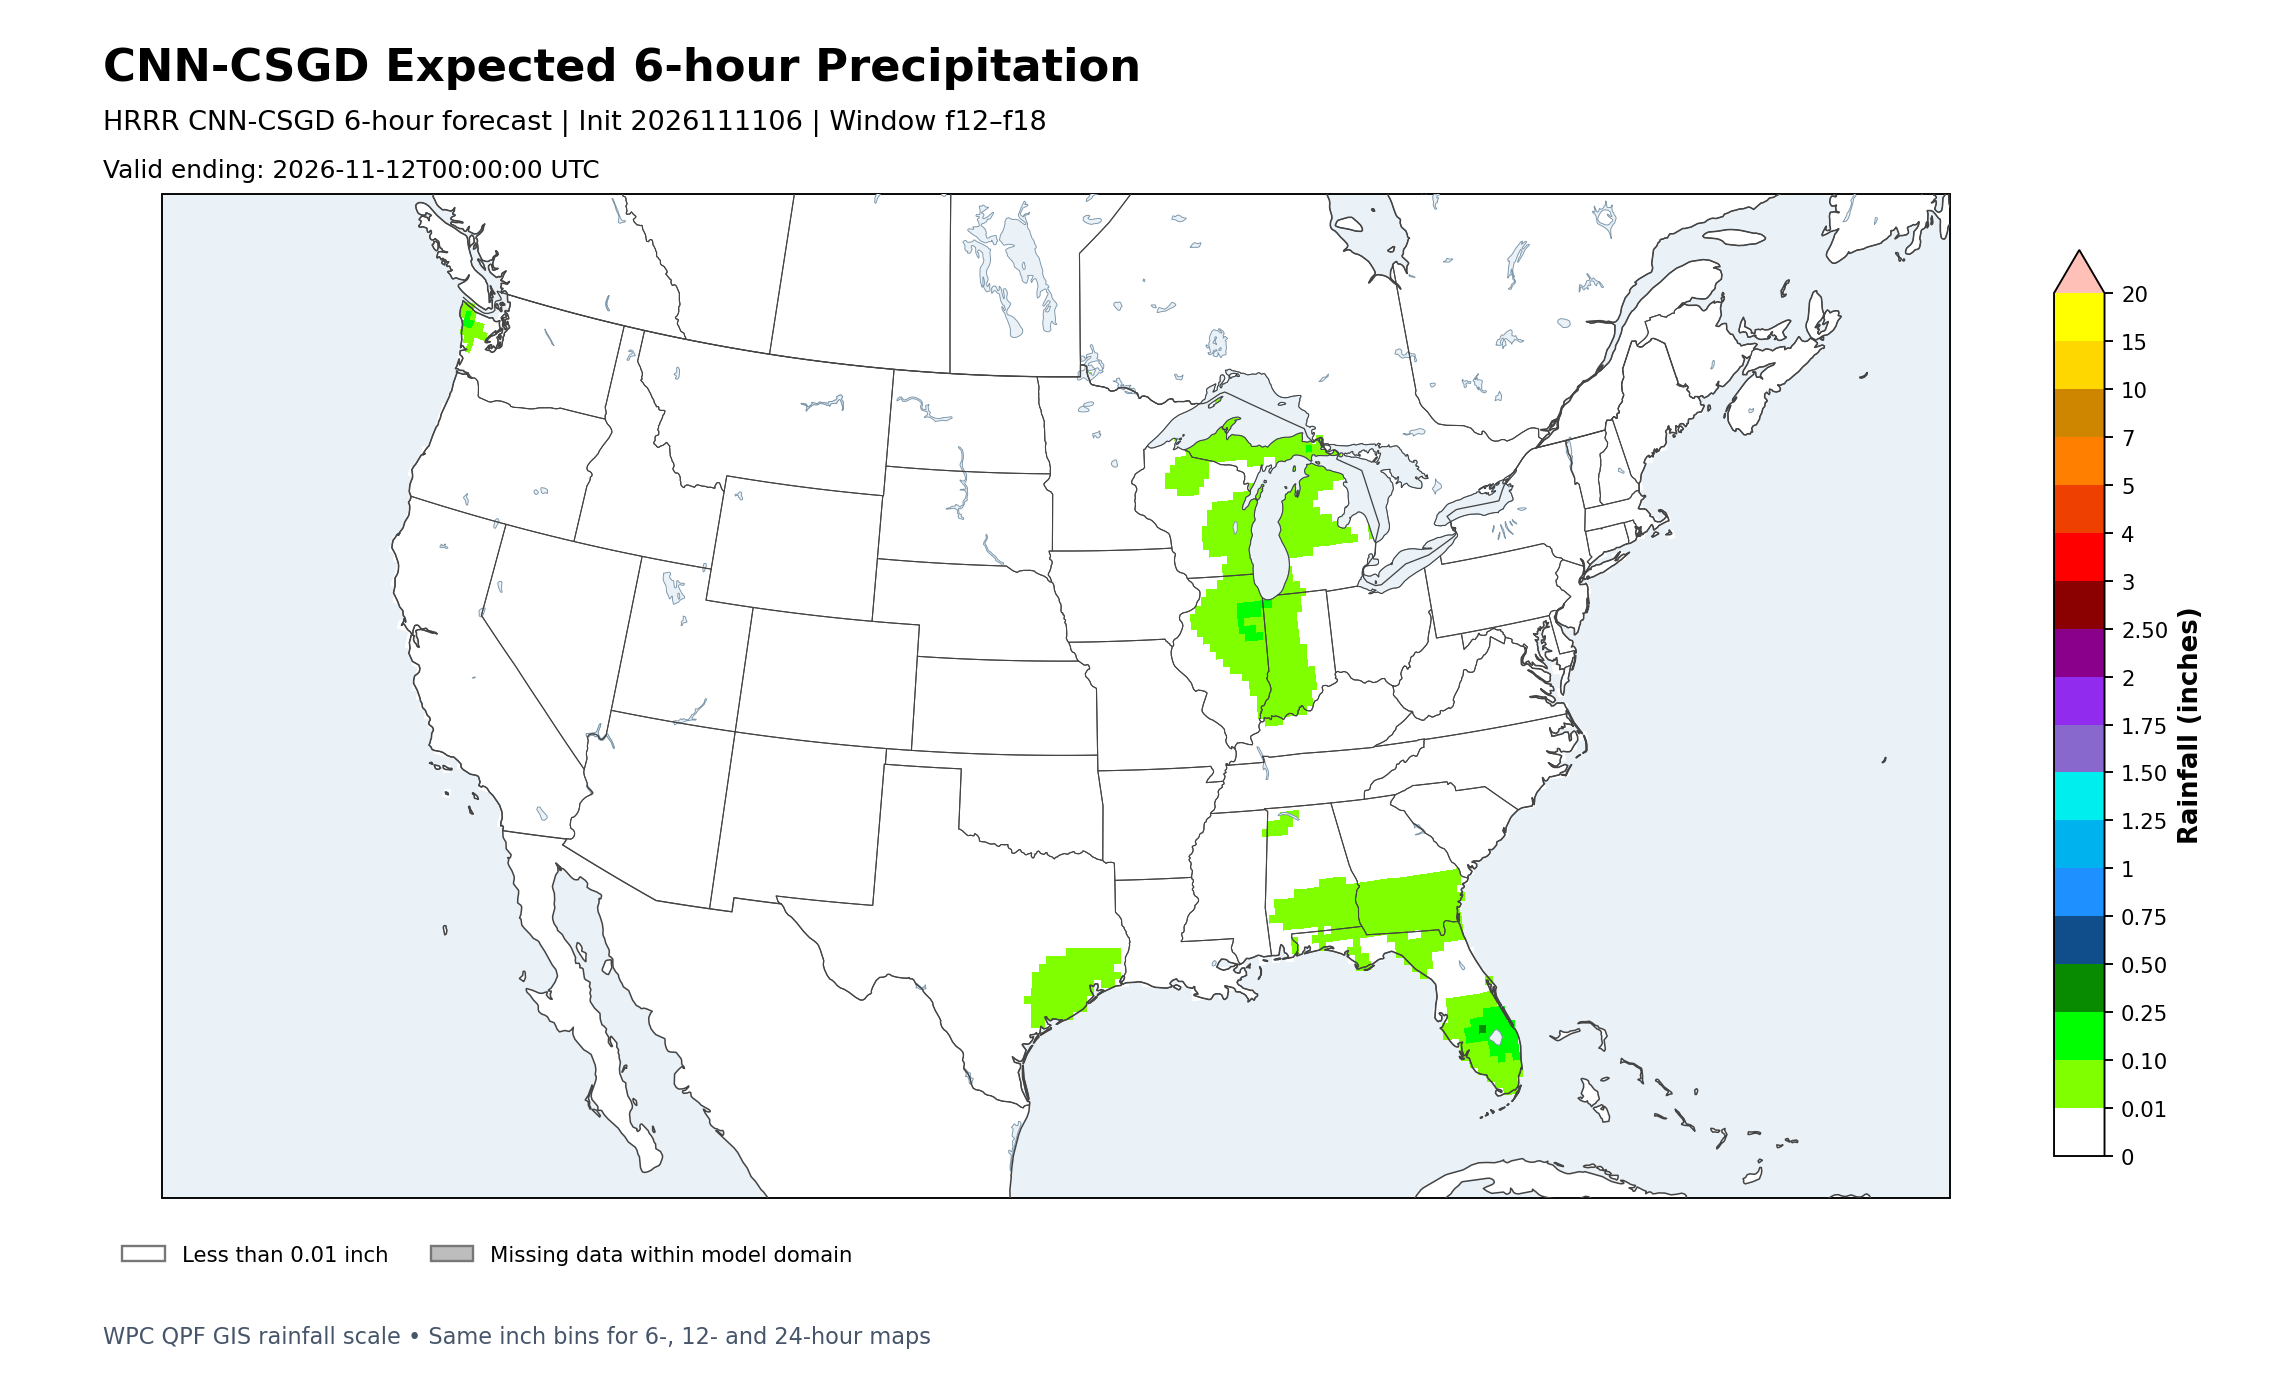 CNN-CSGD Expected 6-hour Precipitation
HRRR CNN-CSGD 6-hour forecast | Init 2026111106 | Window f12–f18
Valid ending: 2026-11-12T00:00:00 UTC
20
15
10
7
5
4
3
2.50
2
1.75
1.50
1.25
1
0.75
0.50
0.25
0.10
0.01
0
Rainfall (inches)
Less than 0.01 inch
Missing data within model domain
WPC QPF GIS rainfall scale • Same inch bins for 6-, 12- and 24-hour maps